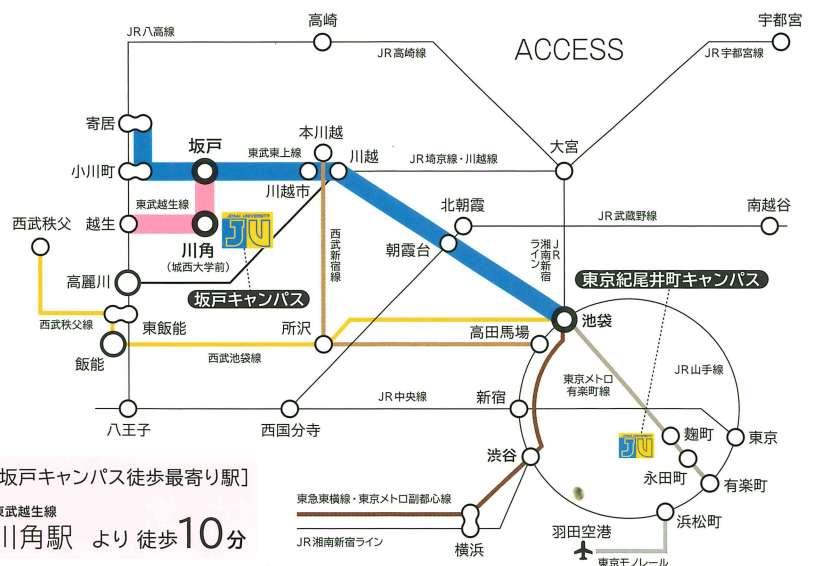 高崎
宇都宮
JR八高線
JR高崎線
ACCESS
JR宇都宮線
寄居
坂戸
本川越
東武東上線
川越
JR埼京線・川越線
大宮
小川町
川越市
東武越生線
北朝霞
JR武蔵野線
南越谷
越生
JOSAI UNIVERSITY
JU
西武秩父
川角
(城西大学前)
西武新宿線
朝霞台
JR
湘南新宿
ライン
高麗川
坂戸キャンパス
東京紀尾井町キャンパス
西武秩父線
東飯能
所沢
高田馬場
池袋
飯能
西武池袋線
東京メトロ
有楽町線
JR山手線
JR中央線
新宿
八王子
西国分寺
麹町
東京
JU
永田町
渋谷
有楽町
坂戸キャンパス徒歩最寄り駅]
東武越生線
川角駅 より 徒歩10分
東急東横線・東京メトロ副都心線
浜松町
羽田空港
JR湘南新宿ライン
横浜
東京モノレール